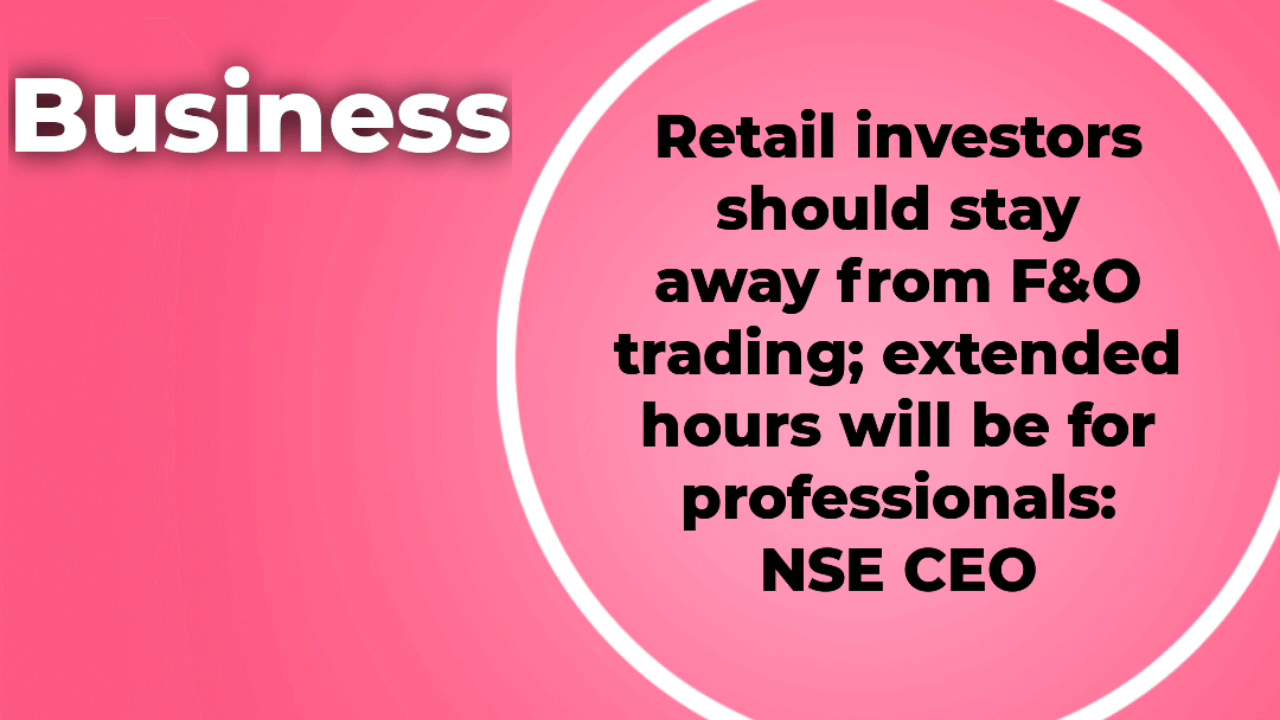 Business
Retail investors
should stay
away from F&O
trading; extended
hours will be for
professionals:
NSE CEO